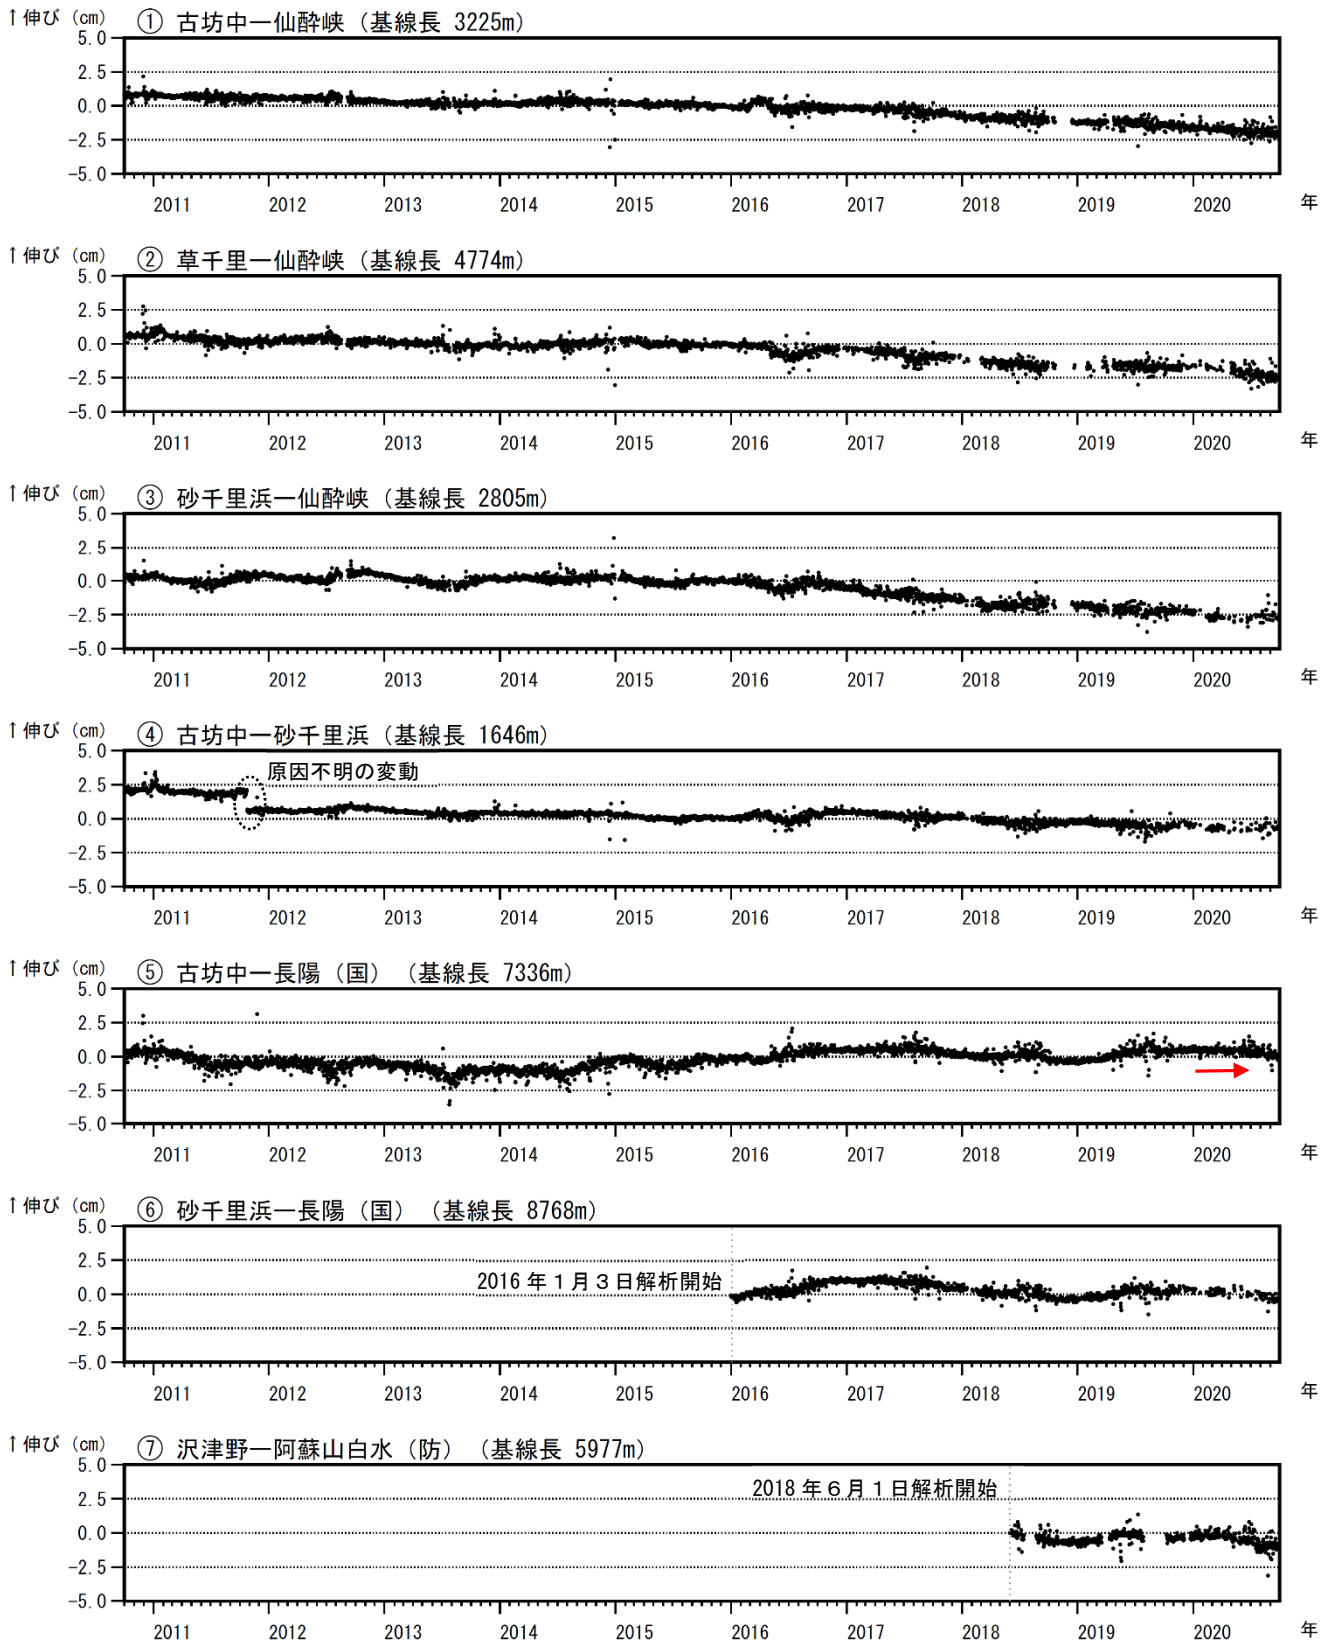 ↑伸び (cm) ① 古坊中ー仙酔峡（基線長 3225m）
5.0
2.5
0.0
-2.5
-5.0
2011 2012 2013 2014 2015 2016 2017 2018 2019 2020 年
↑伸び (cm) ② 草千里ー仙酔峡（基線長 4774m）
5.0
2.5
0.0
-2.5
-5.0
2011 2012 2013 2014 2015 2016 2017 2018 2019 2020 年
↑伸び (cm) ③ 砂千里浜ー仙酔峡（基線長 2805m）
5.0
2.5
0.0
-2.5
-5.0
2011 2012 2013 2014 2015 2016 2017 2018 2019 2020 年
↑伸び (cm) ④ 古坊中ー砂千里浜（基線長 1646m）
5.0
原因不明の変動
2.5
0.0
-2.5
-5.0
2011 2012 2013 2014 2015 2016 2017 2018 2019 2020 年
↑伸び (cm) ⑤ 古坊中ー長陽（国）（基線長 7336m）
5.0
2.5
0.0
-2.5
-5.0
2011 2012 2013 2014 2015 2016 2017 2018 2019 2020 年
↑伸び (cm) ⑥ 砂千里浜ー長陽（国）（基線長 8768m）
5.0
2.5
2016年1月3日解析開始
0.0
-2.5
-5.0
2011 2012 2013 2014 2015 2016 2017 2018 2019 2020 年
↑伸び (cm) ⑦ 沢津野ー阿蘇山白水（防）（基線長 5977m）
5.0
2018年6月1日解析開始
2.5
0.0
-2.5
-5.0
2011 2012 2013 2014 2015 2016 2017 2018 2019 2020 年